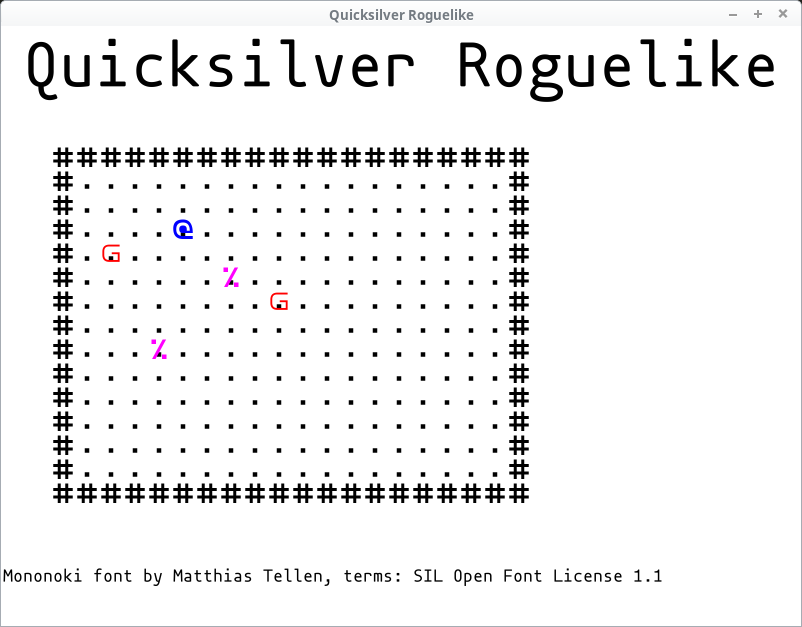 Quicksilver Roguelike
Quicksilver Roguelike
####################
#..................#
#..................#
#....@.............#
#.G................#
#......%...........#
#........G.........#
#..................#
#...%..............#
#..................#
#..................#
#..................#
#..................#
#..................#
####################
Mononoki font by Matthias Tellen, terms: SIL Open Font License 1.1